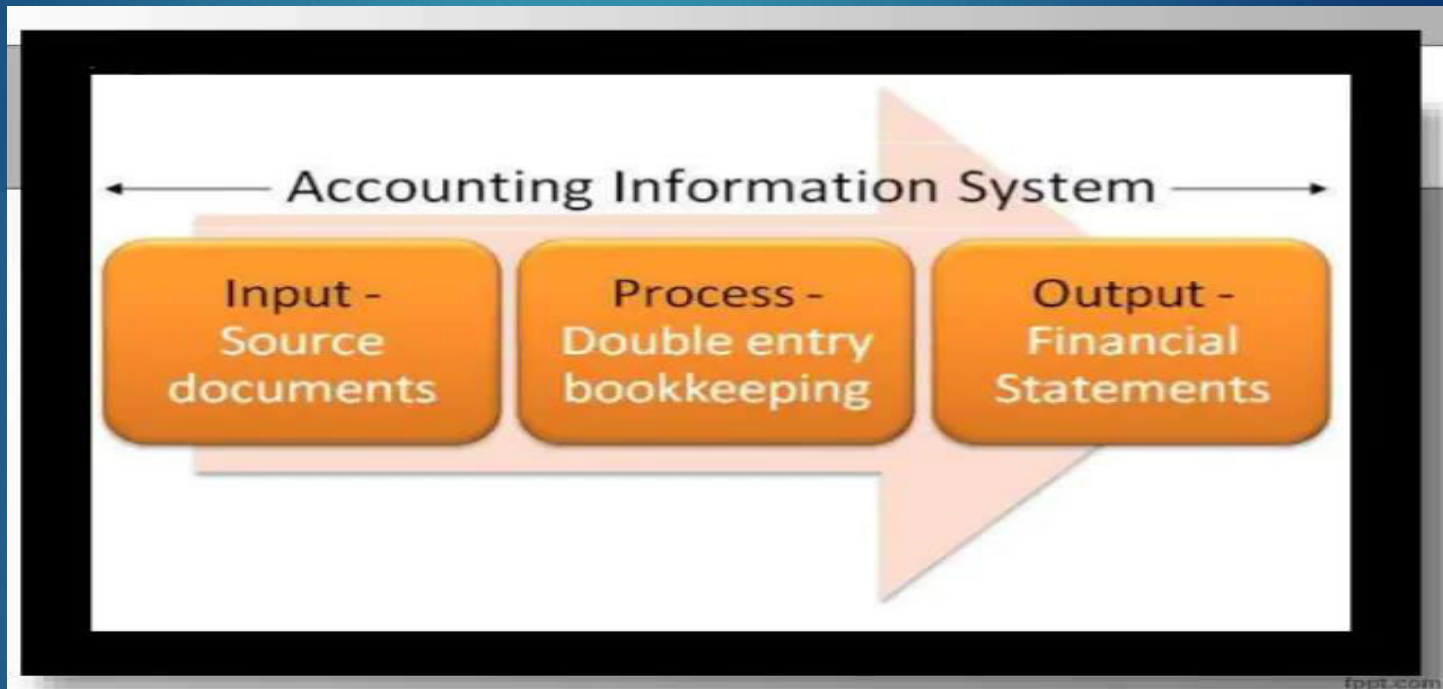 Accounting Information System
Input -
Source
documents
Process -
Double entry
bookkeeping
Output -
Financial
Statements
fppt.com